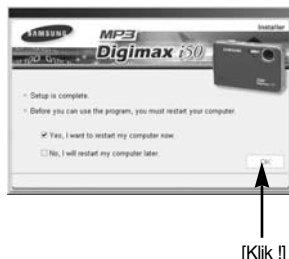 Installer
SAMSUNG
MP3
Digimax i50
Setup is complete.
Before you can use the program, you must restart your computer.
Yes, I want to restart my computer now.
No, I will restart my computer later.
OK
[Klik !]